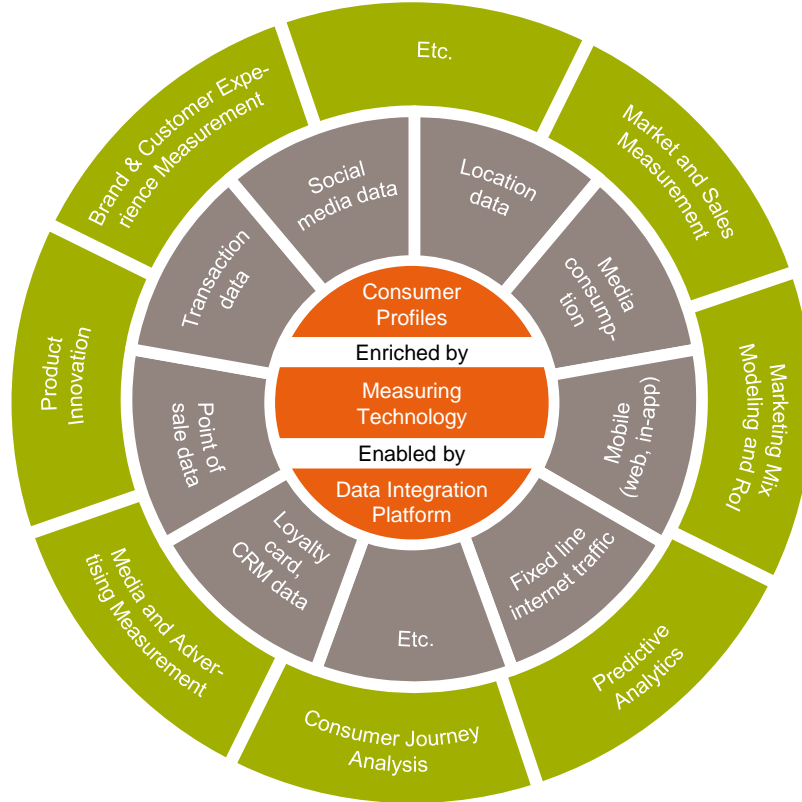 Etc.
Market and Sales
Measurement
Marketing Mix
Modeling and RoI
Predictive
Analytics
Consumer Journey
Analysis
Media and Adver-
tising Measurement
Product
Innovation
Brand & Customer Expe-
rience Measurement
Social
media data
Location
data
Media
consump-
tion
Mobile
(web, in-app)
Fixed line
internet traffic
Etc.
Loyalty
card,
CRM data
Point of
sale data
Transaction
data
Consumer
Profiles
Enriched by
Measuring
Technology
Enabled by
Data Integration
Platform